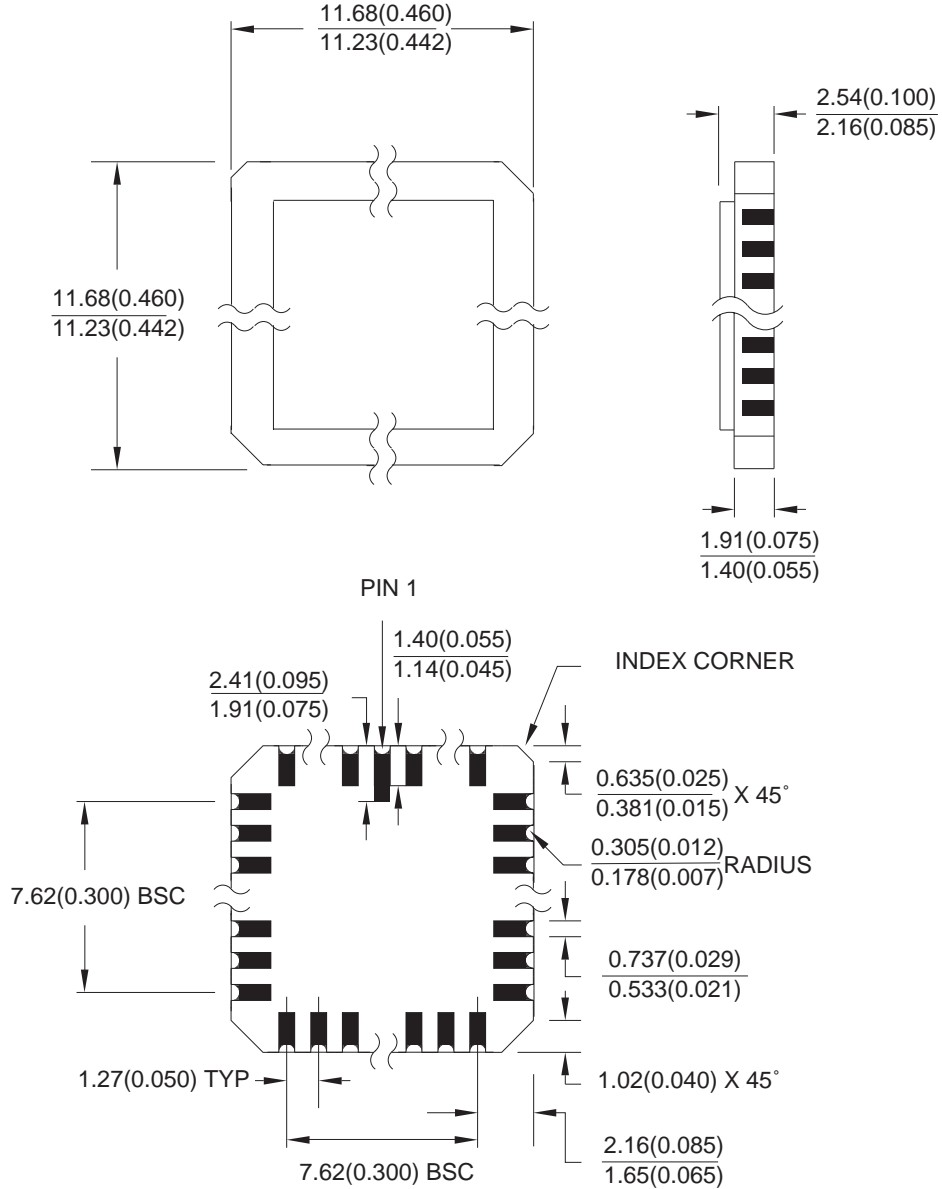 11.68(0.460)
11.23(0.442)
2.54(0.100)
2.16(0.085)
11.68(0.460)
11.23(0.442)
1.91(0.075)
1.40(0.055)
PIN 1
1.40(0.055)
1.14(0.045)
INDEX CORNER
2.41(0.095)
1.91(0.075)
0.635(0.025)
0.381(0.015) X 45°
0.305(0.012)
0.178(0.007) RADIUS
7.62(0.300) BSC
0.737(0.029)
0.533(0.021)
1.27(0.050) TYP
1.02(0.040) X 45°
7.62(0.300) BSC
2.16(0.085)
1.65(0.065)